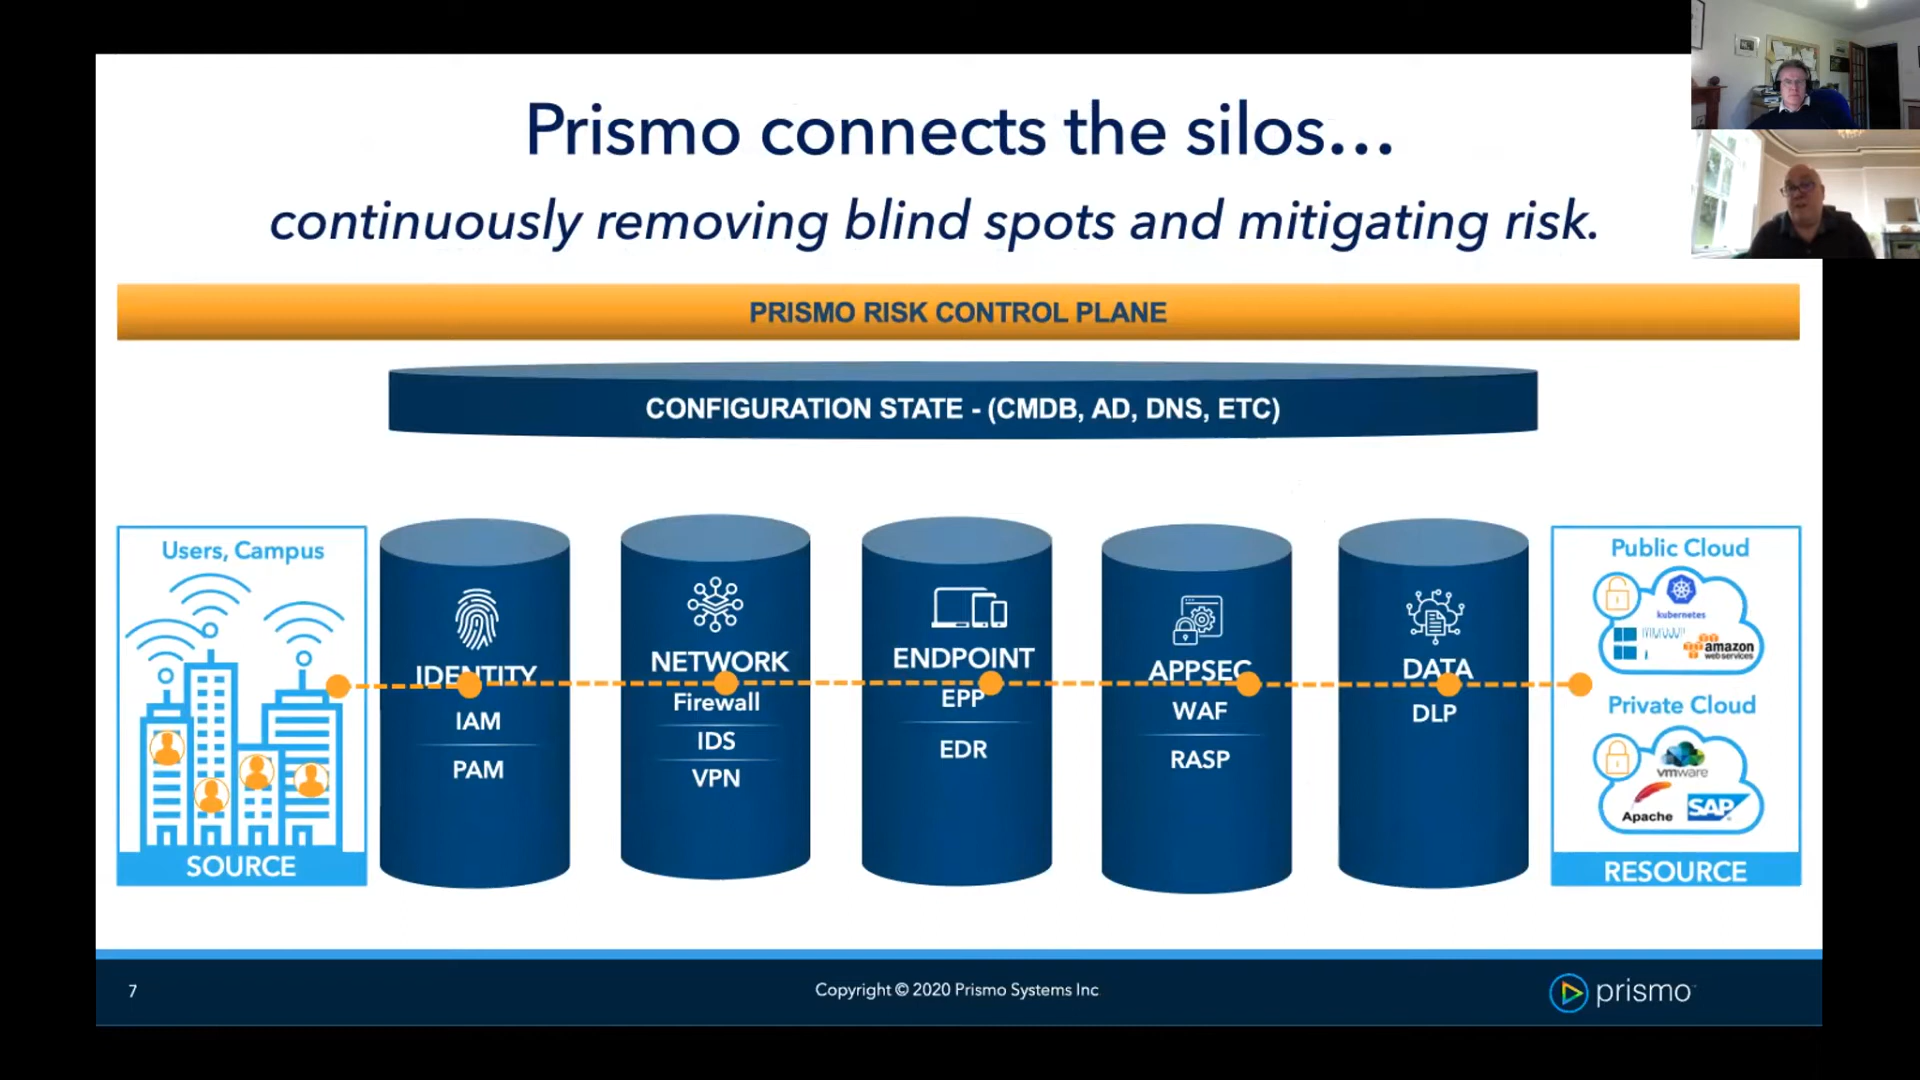 Prismo connects the silos...
continuously removing blind spots and mitigating risk.
PRISMO RISK CONTROL PLANE
CONFIGURATION STATE - (CMDB, AD, DNS, ETC)
Users, Campus
SOURCE
IDENTITY
IAM
PAM
NETWORK
Firewall
IDS
VPN
ENDPOINT
EPP
EDR
APPSEC
WAF
RASP
DATA
DLP
Public Cloud
kubernetes
amazon
web services
Private Cloud
vmware
Apache
SAP
RESOURCE
7
Copyright © 2020 Prismo Systems Inc
prismo